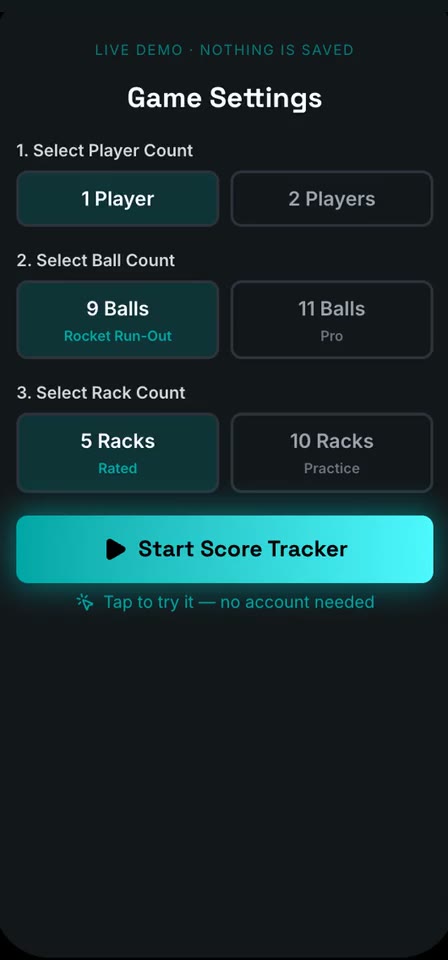 LIVE DEMO · NOTHING IS SAVED
Game Settings
1. Select Player Count
1 Player
2 Players
2. Select Ball Count
9 Balls
Rocket Run-Out
11 Balls
Pro
3. Select Rack Count
5 Racks
Rated
10 Racks
Practice
Start Score Tracker
Tap to try it — no account needed